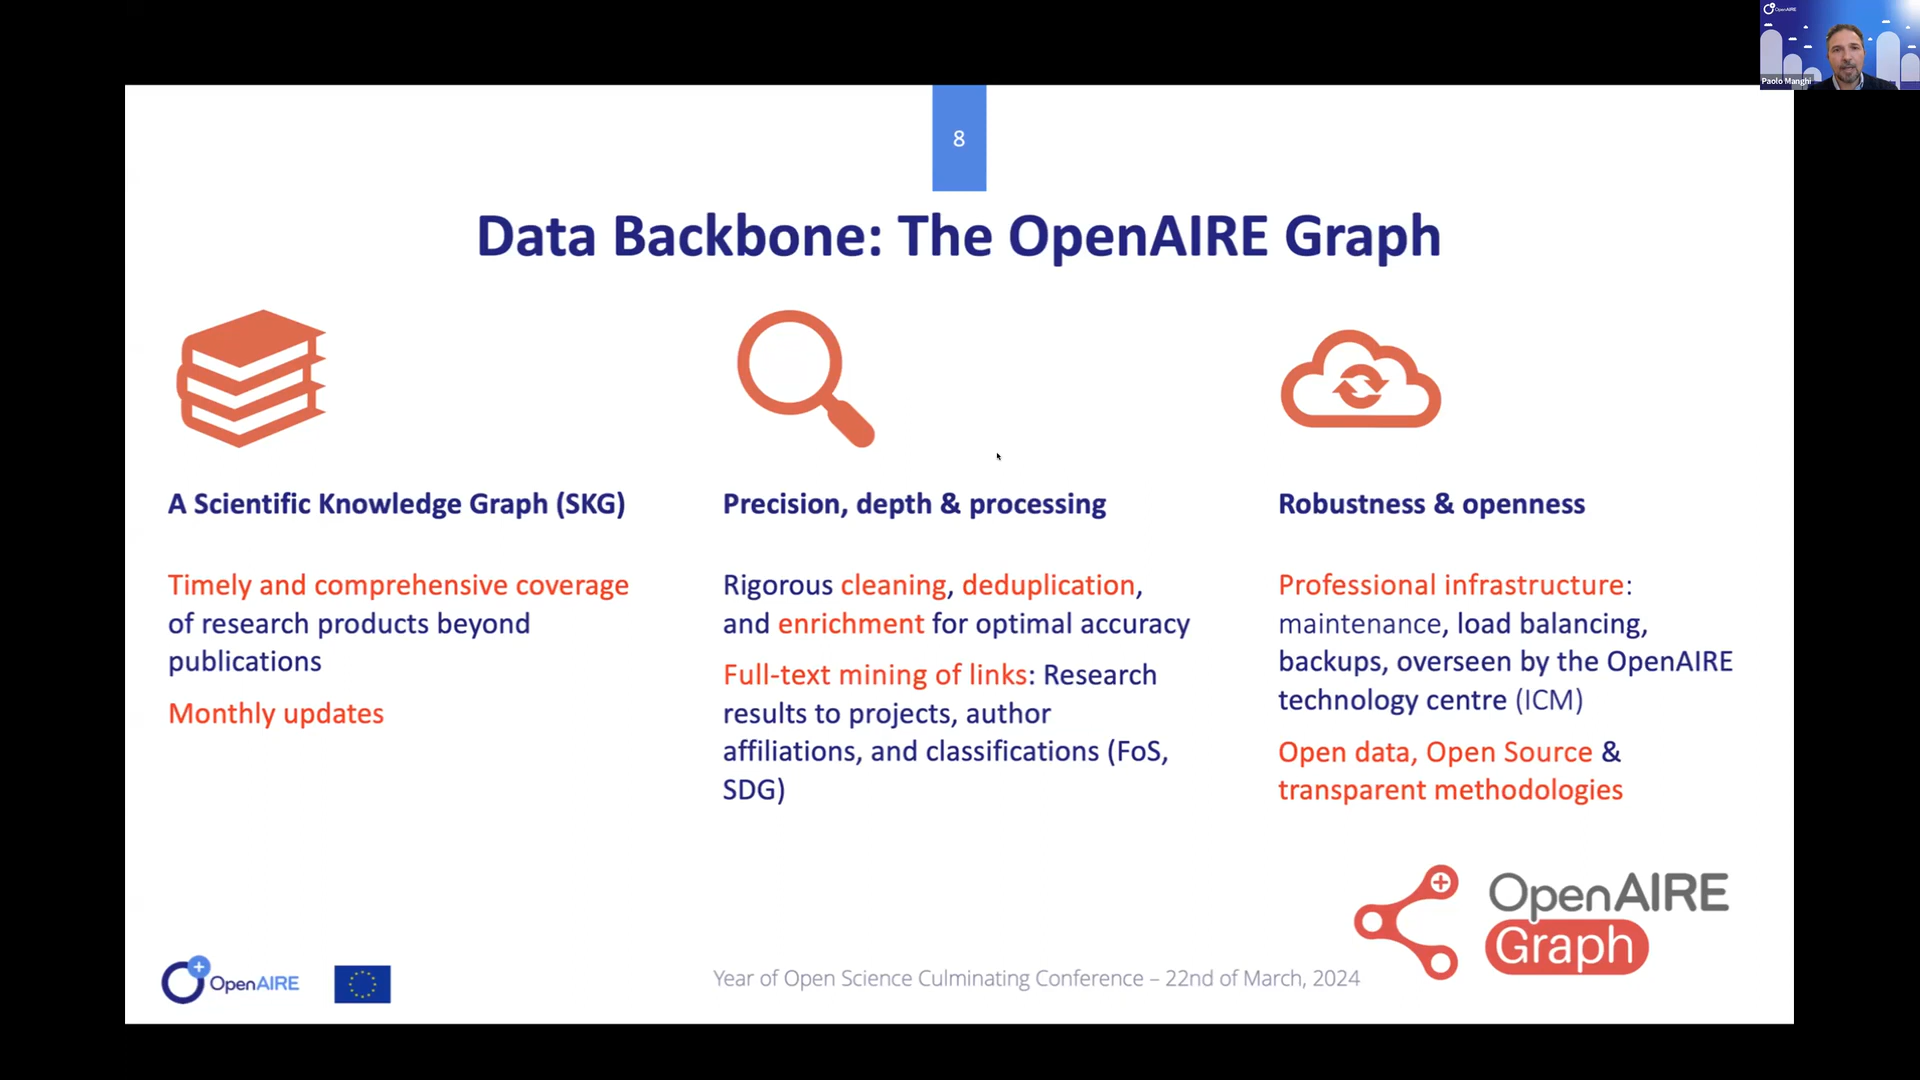 OpenAIRE
Paolo Manghi
8
Data Backbone: The OpenAIRE Graph
A Scientific Knowledge Graph (SKG)
Timely and comprehensive coverage
of research products beyond
publications
Monthly updates
Precision, depth & processing
Rigorous cleaning, deduplication,
and enrichment for optimal accuracy
Full-text mining of links: Research
results to projects, author
affiliations, and classifications (FoS,
SDG)
Robustness & openness
Professional infrastructure:
maintenance, load balancing,
backups, overseen by the OpenAIRE
technology centre (ICM)
Open data, Open Source &
transparent methodologies
OpenAIRE
Graph
OpenAIRE
Year of Open Science Culminating Conference – 22nd of March, 2024